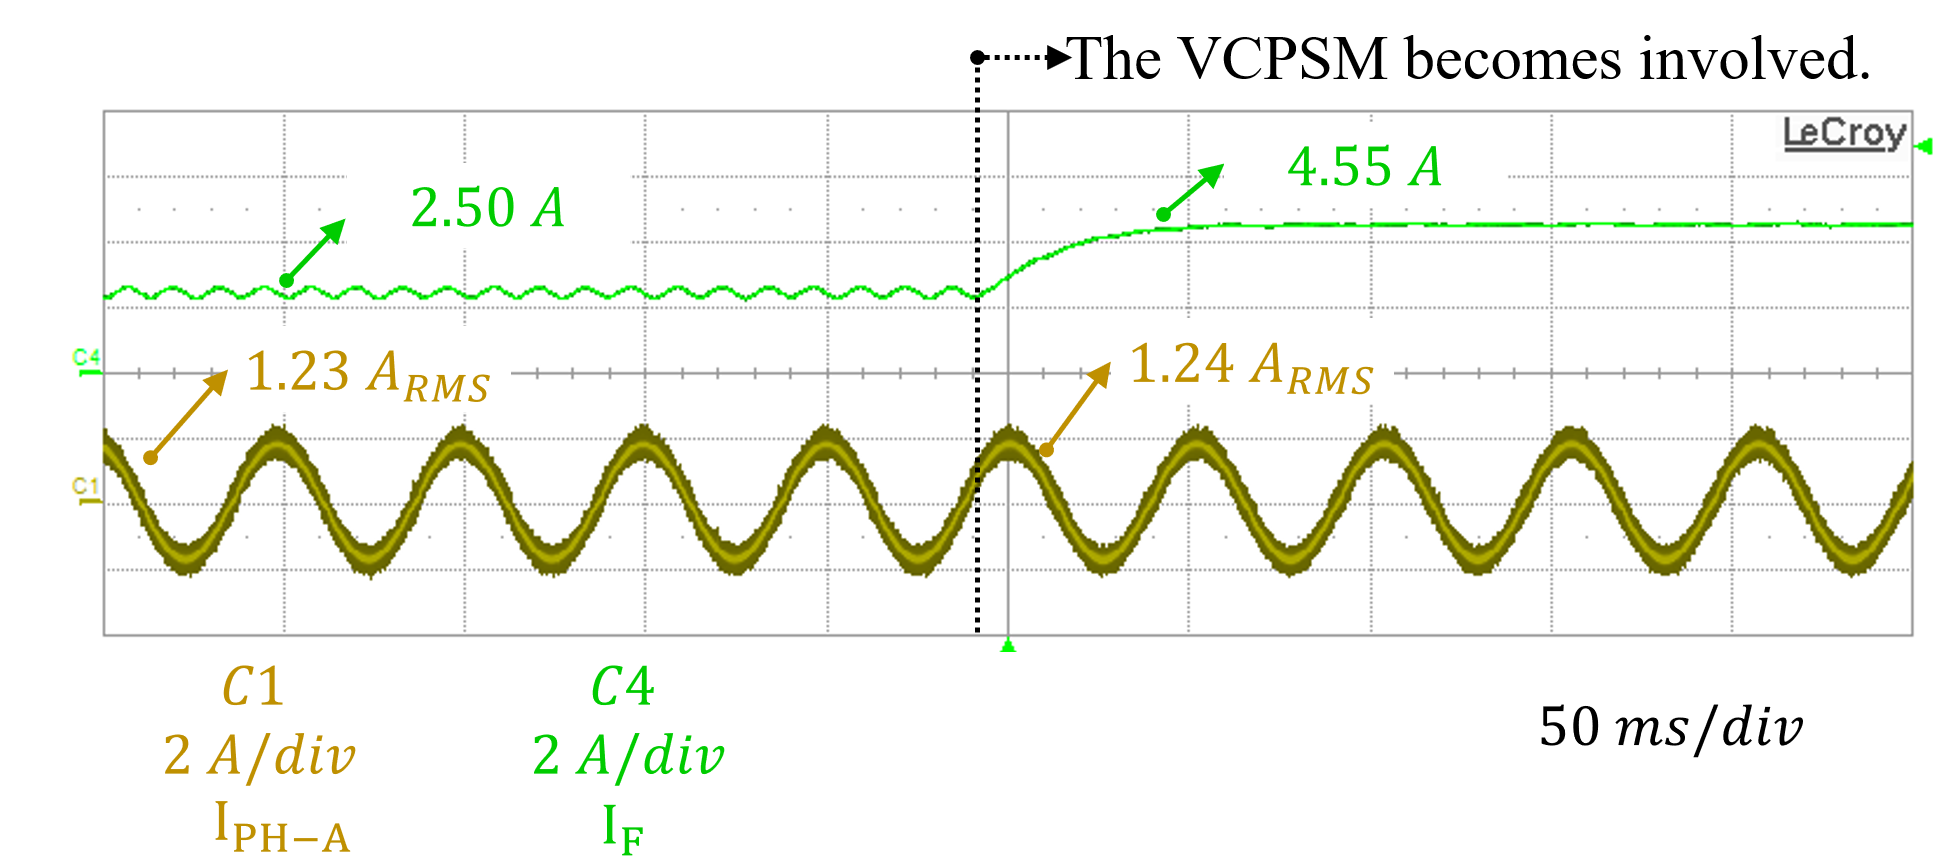 The VCPSM becomes involved.
LeCroy
4.55 A
2.50 A
C4
1.23 A_RMS
1.24 A_RMS
C1
C1
C4
2 A/div
2 A/div
50 ms/div
I_PH−A
I_F